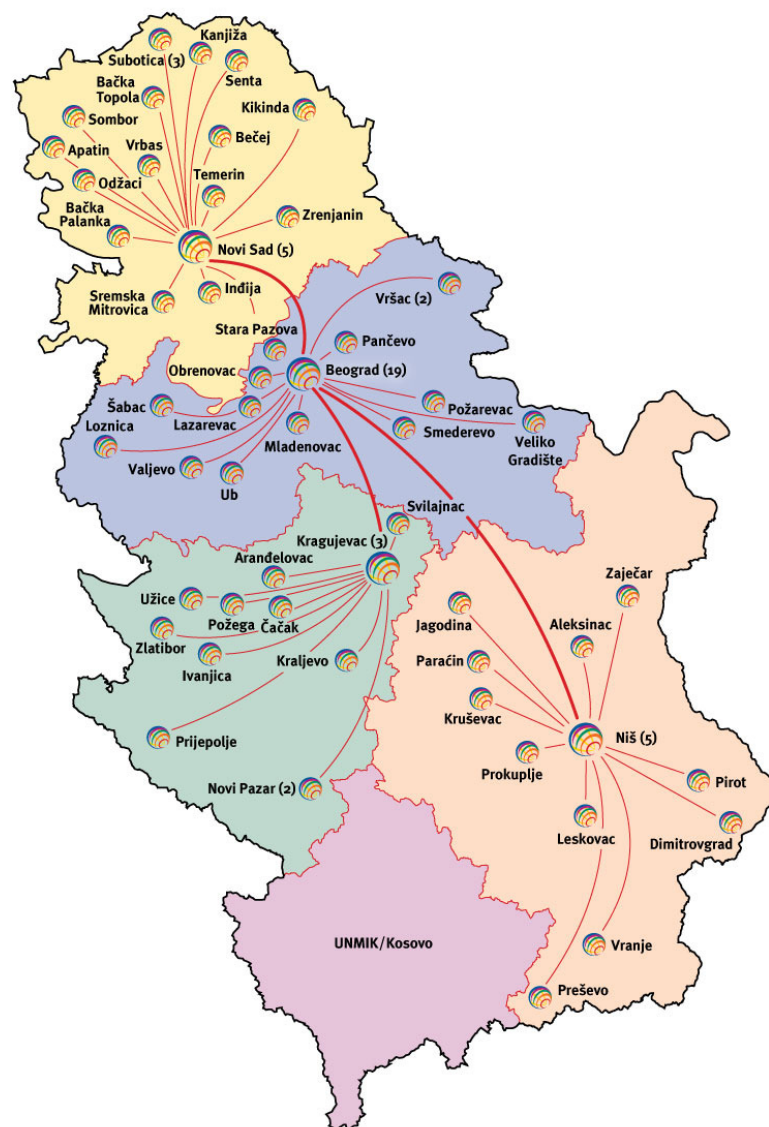 Kanjiža
Subotica (3)
Senta
Bačka
Topola
Kikinda
Sombor
Bečej
Vrbas
Apatin
Temerin
Odžaci
Bačka
Palanka
Zrenjanin
Novi Sad (5)
Sremska
Mitrovica
Inđija
Vršac (2)
Stara Pazova
Pančevo
Obrenovac
Beograd (19)
Šabac
Požarevac
Loznica
Lazarevac
Smederevo
Veliko
Gradište
Mladenovac
Valjevo
Ub
Svilajnac
Kragujevac (3)
Aranđelovac
Zaječar
Užice
Jagodina
Aleksinac
Požega
Čačak
Zlatibor
Paraćin
Kraljevo
Ivanjica
Kruševac
Prijepolje
Niš (5)
Prokuplje
Pirot
Novi Pazar (2)
Leskovac
Dimitrovgrad
UNMIK/Kosovo
Vranje
Preševo